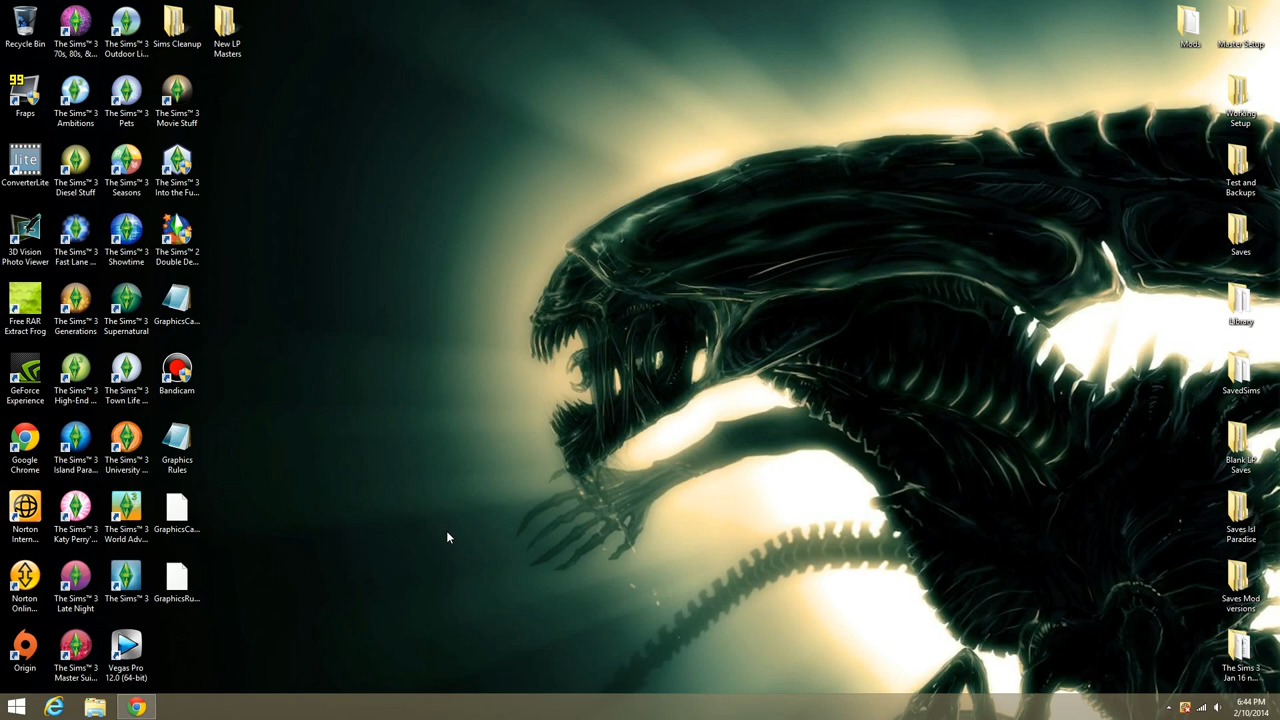 Recycle Bin
99
Fraps
lite
ConverterLite
3D Vision
Photo Viewer
Free RAR
Extract Frog
GeForce
Experience
Google
Chrome
Norton
Intern...
Norton
Onlin...
Origin
The Sims™ 3
70s, 80s, &...
The Sims™ 3
Ambitions
The Sims™ 3
Diesel Stuff
The Sims™ 3
Fast Lane ...
The Sims™ 3
Generations
The Sims™ 3
High-End ...
The Sims™ 3
Island Para...
The Sims™ 3
Katy Perry'...
The Sims™ 3
Late Night
The Sims™ 3
Master Sui...
The Sims™ 3
Outdoor Li...
The Sims™ 3
Pets
The Sims™ 3
Seasons
The Sims™ 3
Showtime
The Sims™ 3
Supernatural
The Sims™ 3
Town Life ...
The Sims™ 3
University ...
The Sims™ 3
World Adv...
The Sims™ 3
Vegas Pro
12.0 (64-bit)
Sims Cleanup
The Sims™ 3
Movie Stuff
The Sims™ 3
Into the Fu...
The Sims™ 2
Double De...
GraphicsCa...
Bandicam
Graphics
Rules
GraphicsCa...
GraphicsRu...
New LP
Masters
Mods
Master Setup
Working
Setup
Test and
Backups
Saves
Library
SavedSims
Blank LP
Saves
Saves Isl
Paradise
Saves Mod
versions
The Sims 3
Jan 16 n...
6:44 PM
2/10/2014